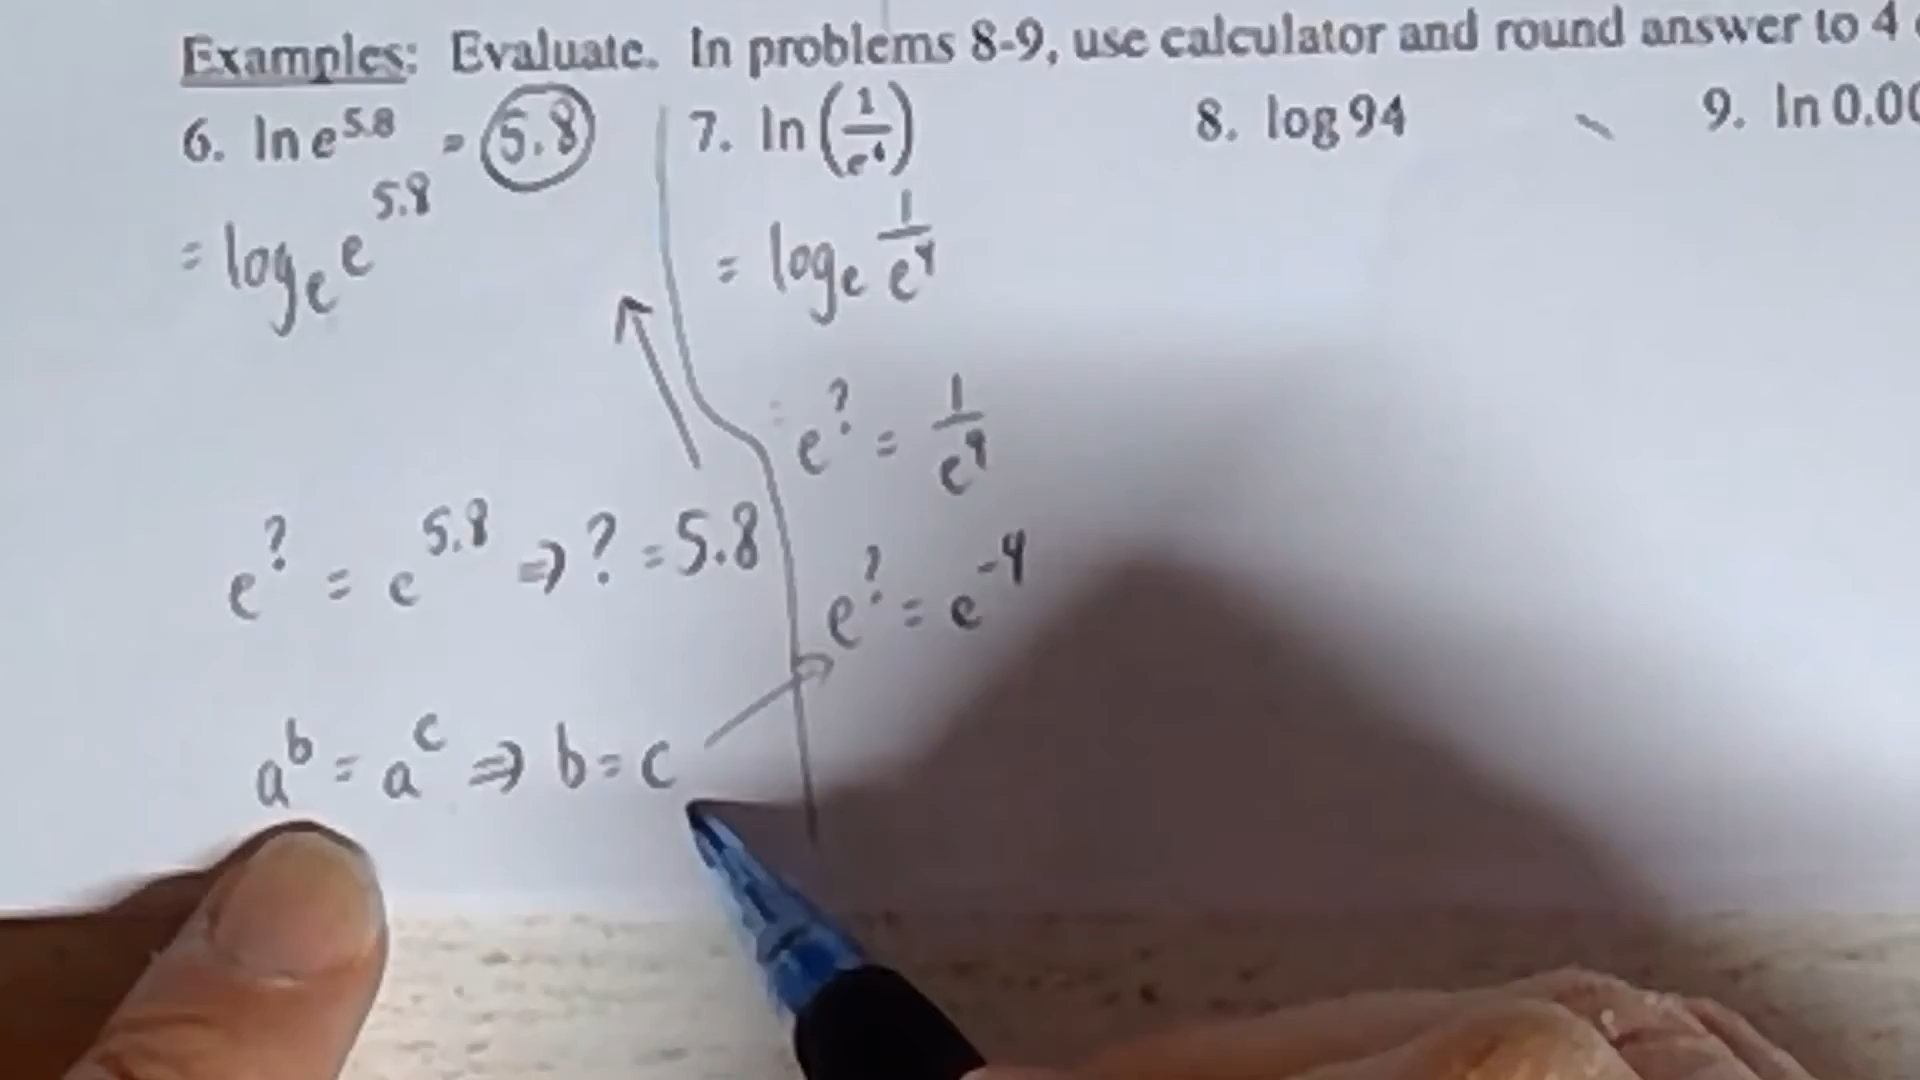 Examples: Evaluate. In problems 8-9, use calculator and round answer to 4
6. ln e^5.8 = 5.8
= log_e e^5.8
e^? = e^5.8 ⇒ ? = 5.8
a^b = a^c ⇒ b = c
7. ln (1/e^4)
= log_e 1/e^4
e^? = 1/e^4
e^? = e^-4
8. log 94
9. ln 0.00